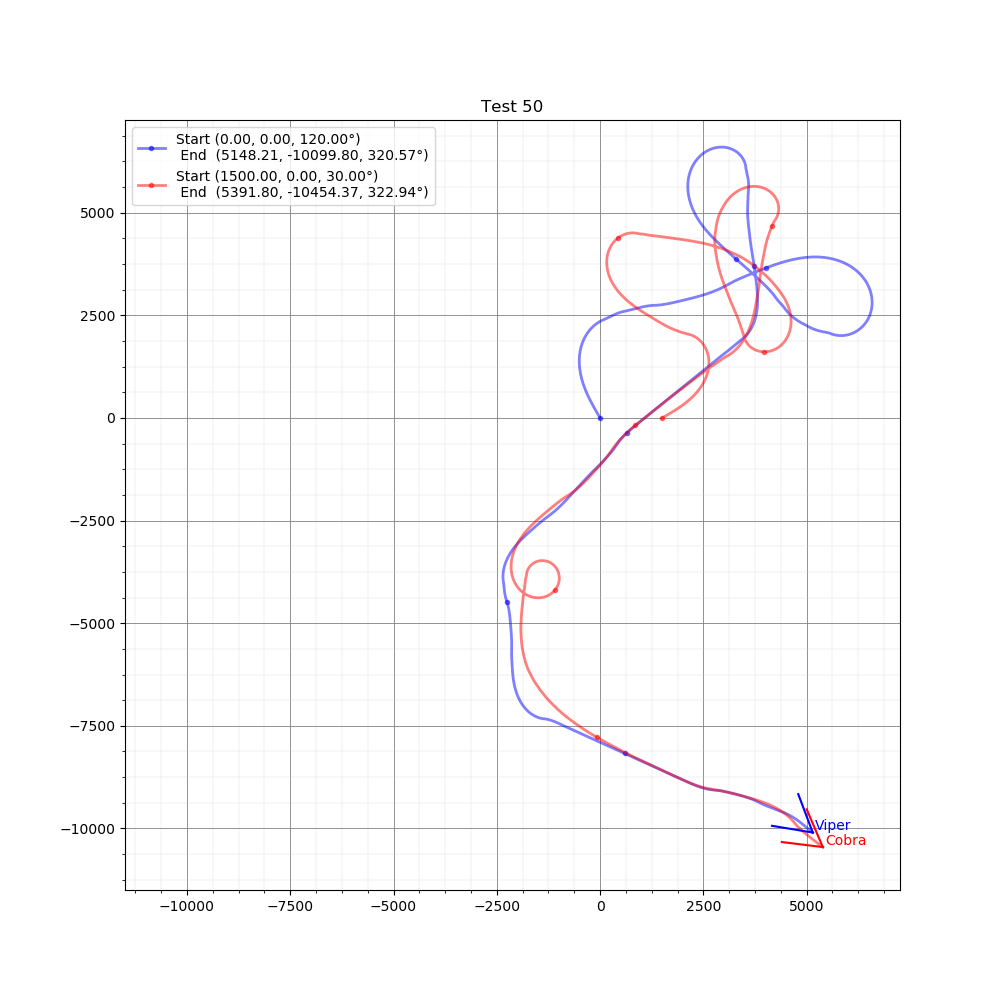 Test 50
Start (0.00, 0.00, 120.00°)
End (5148.21, -10099.80, 320.57°)
Start (1500.00, 0.00, 30.00°)
End (5391.80, -10454.37, 322.94°)
5000
2500
0
−2500
−5000
−7500
−10000
Viper
Cobra
−10000 −7500 −5000 −2500 0 2500 5000